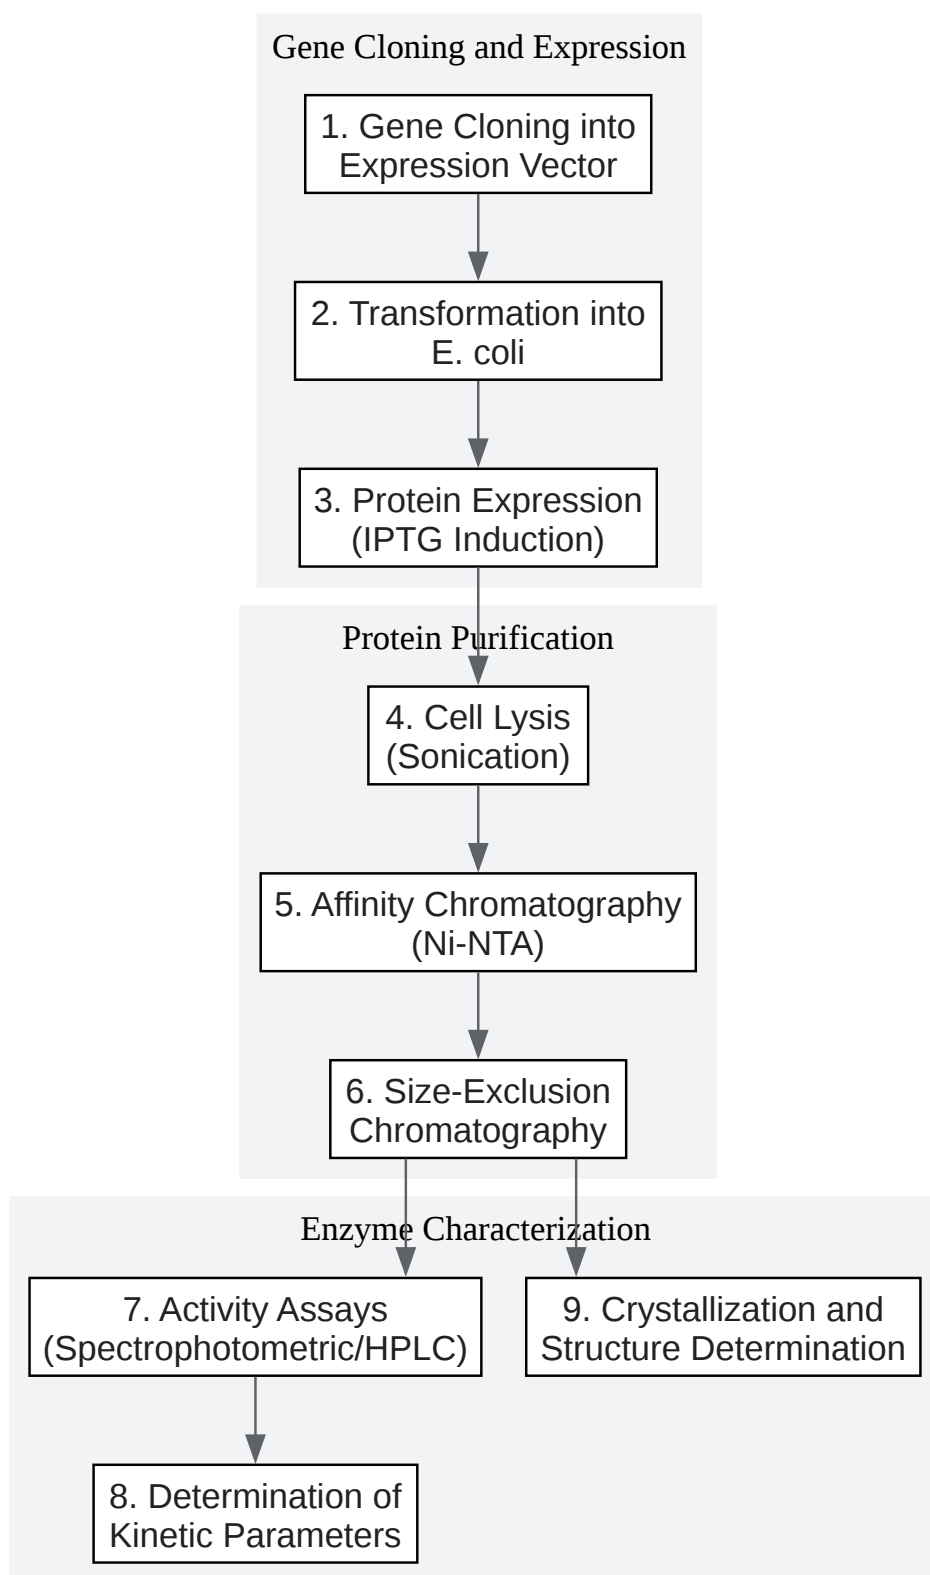 Gene Cloning and Expression
1. Gene Cloning into
Expression Vector
2. Transformation into
E. coli
3. Protein Expression
(IPTG Induction)
Protein Purification
4. Cell Lysis
(Sonication)
5. Affinity Chromatography
(Ni-NTA)
6. Size-Exclusion
Chromatography
Enzyme Characterization
7. Activity Assays
(Spectrophotometric/HPLC)
9. Crystallization and
Structure Determination
8. Determination of
Kinetic Parameters